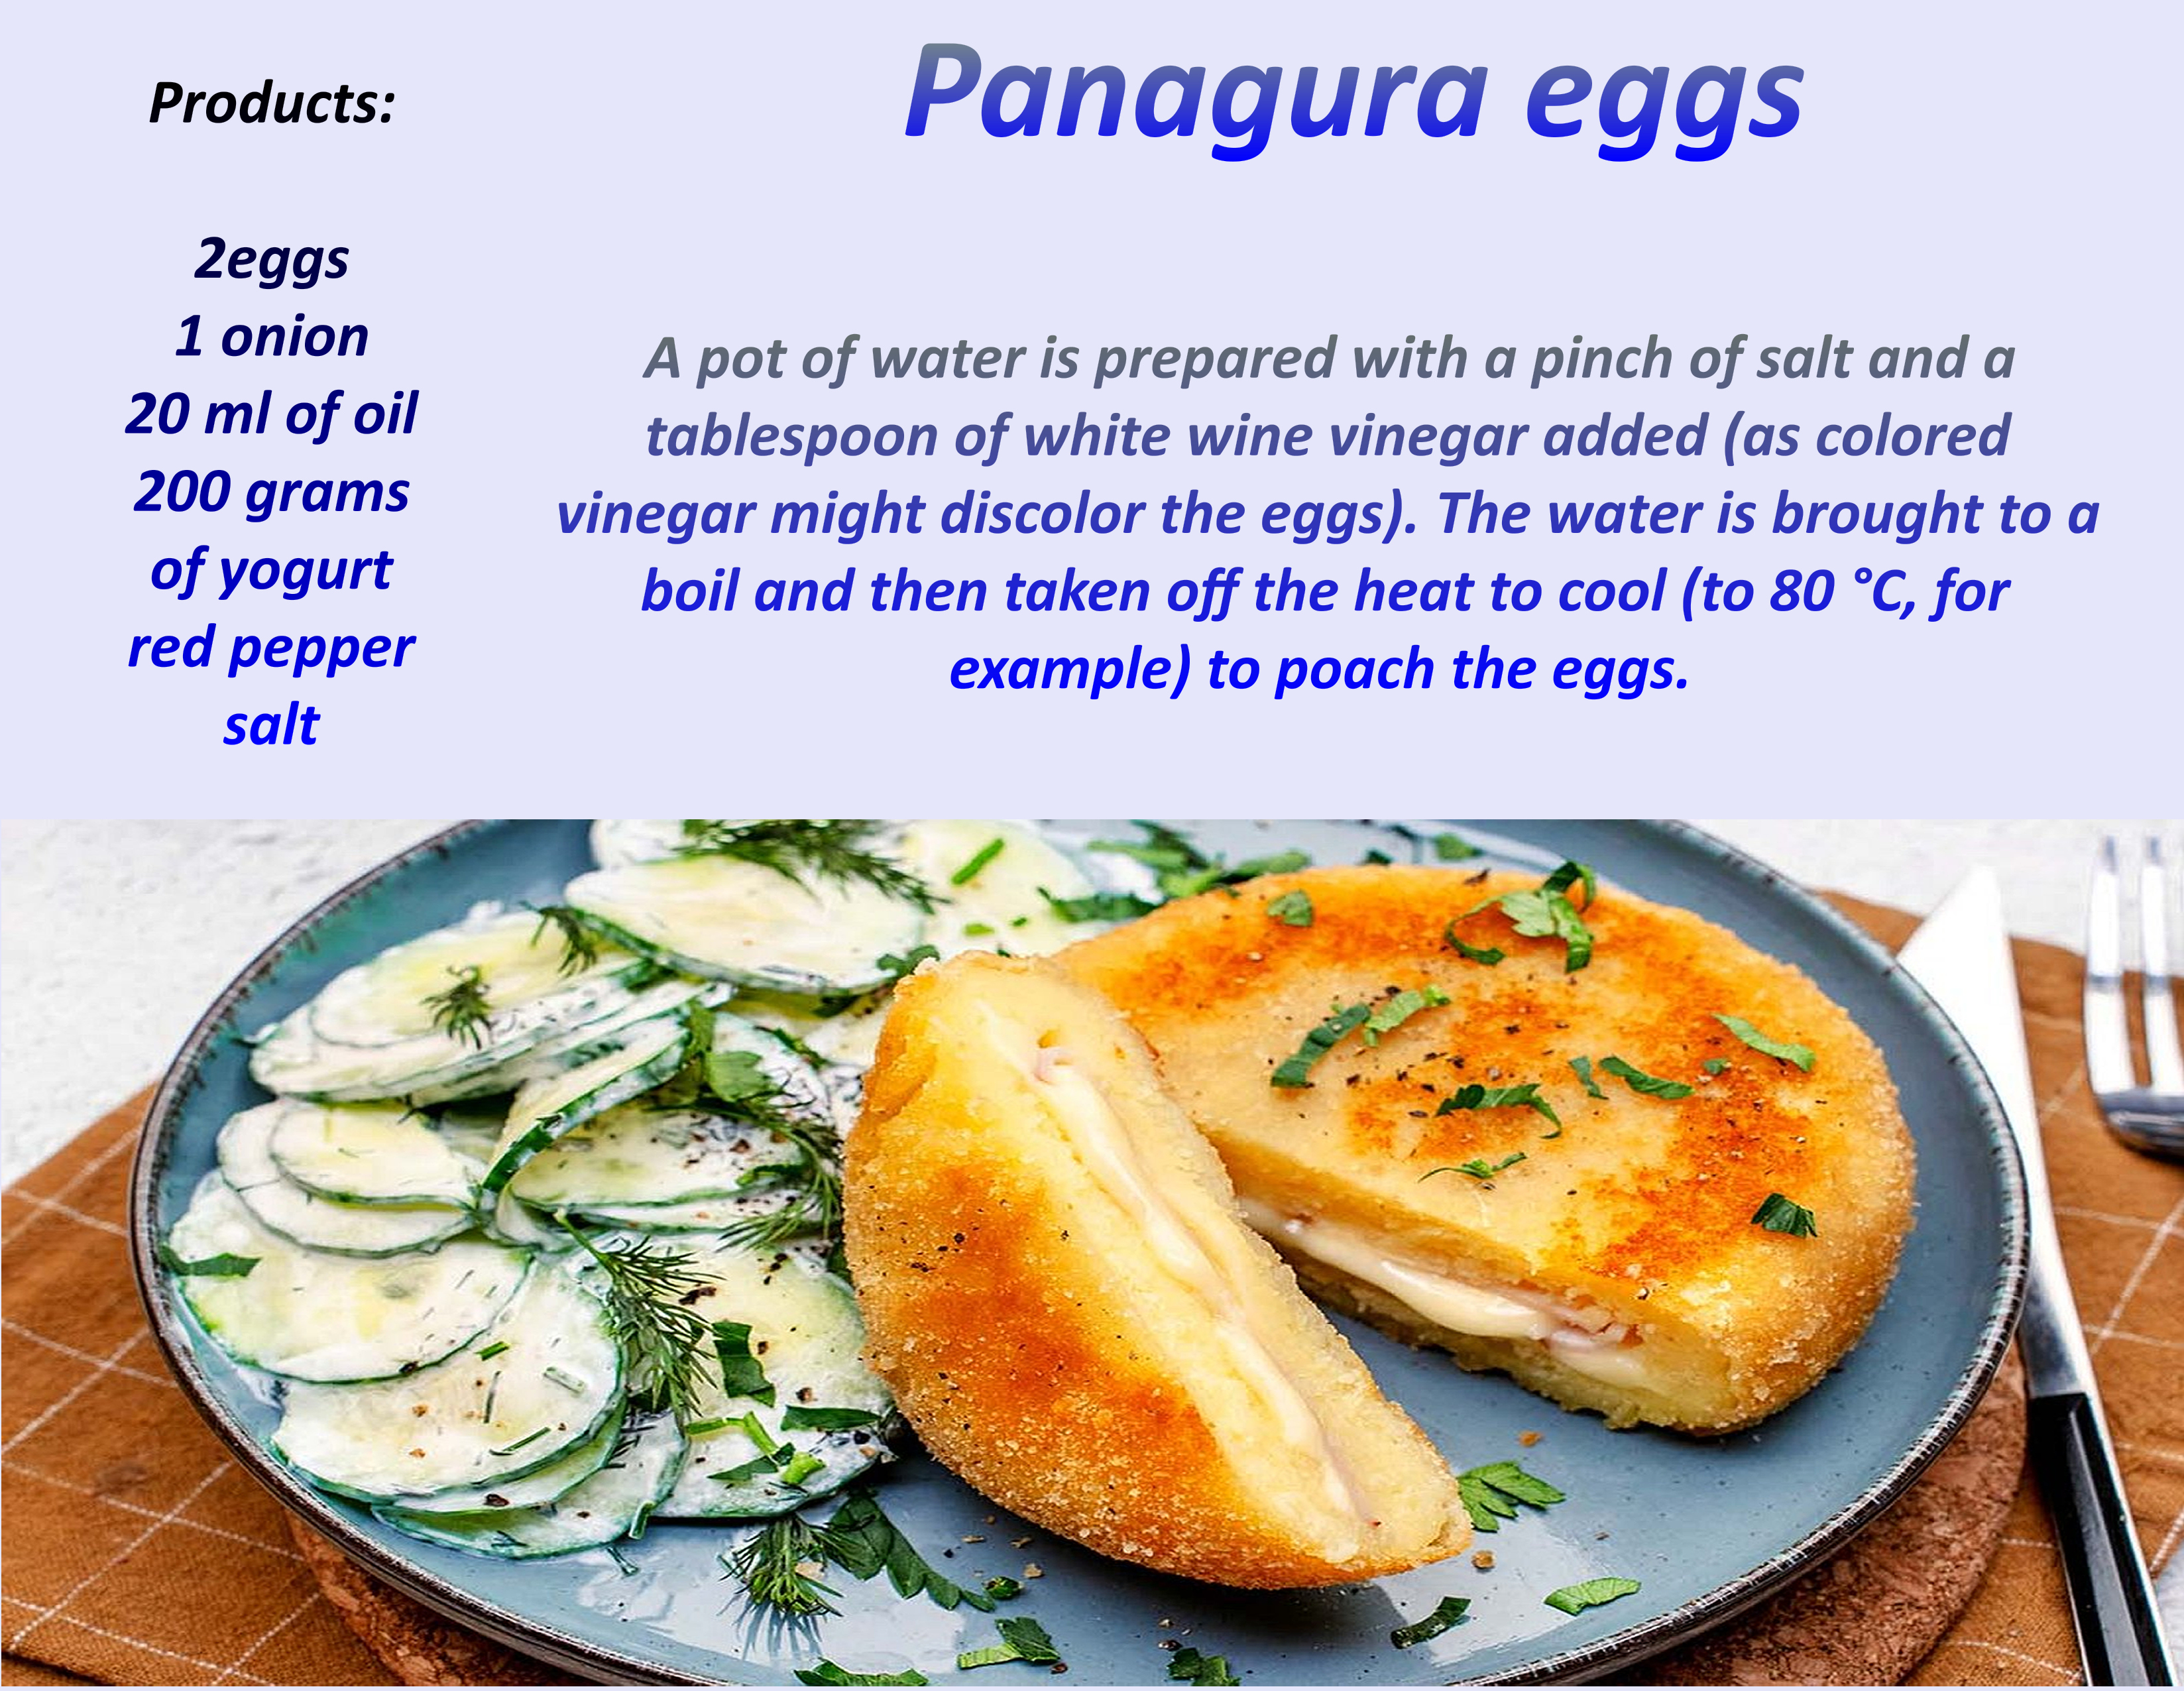 Panagura eggs
Products:
2eggs
1 onion
20 ml of oil
200 grams
of yogurt
red pepper
salt
A pot of water is prepared with a pinch of salt and a
tablespoon of white wine vinegar added (as colored
vinegar might discolor the eggs). The water is brought to a
boil and then taken off the heat to cool (to 80 °C, for
example) to poach the eggs.